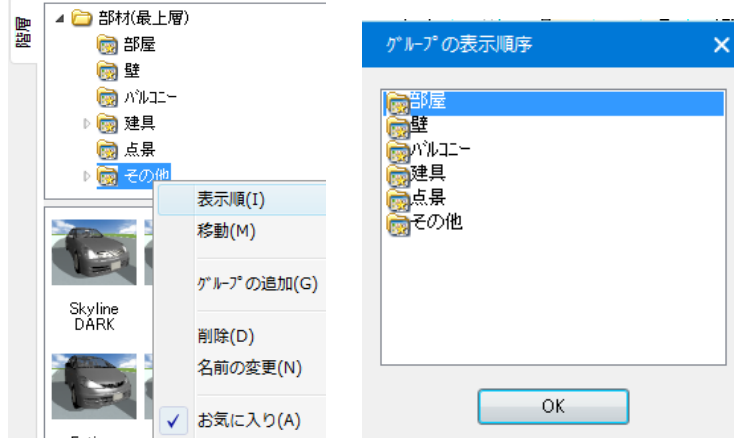 階層
部材(最上層)
部屋
壁
バルコニー
建具
点景
その他
表示順(I)
移動(M)
グループの追加(G)
削除(D)
名前の変更(N)
お気に入り(A)
Skyline
DARK
グループの表示順序
部屋
壁
バルコニー
建具
点景
その他
OK